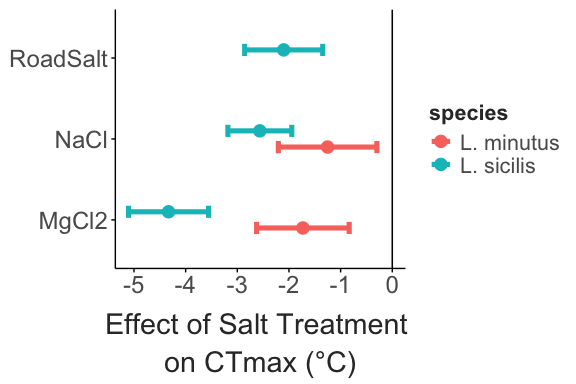 RoadSalt
NaCl
MgCl2
-5 -4 -3 -2 -1 0
Effect of Salt Treatment
on CTmax (°C)
species
L. minutus
L. sicilis